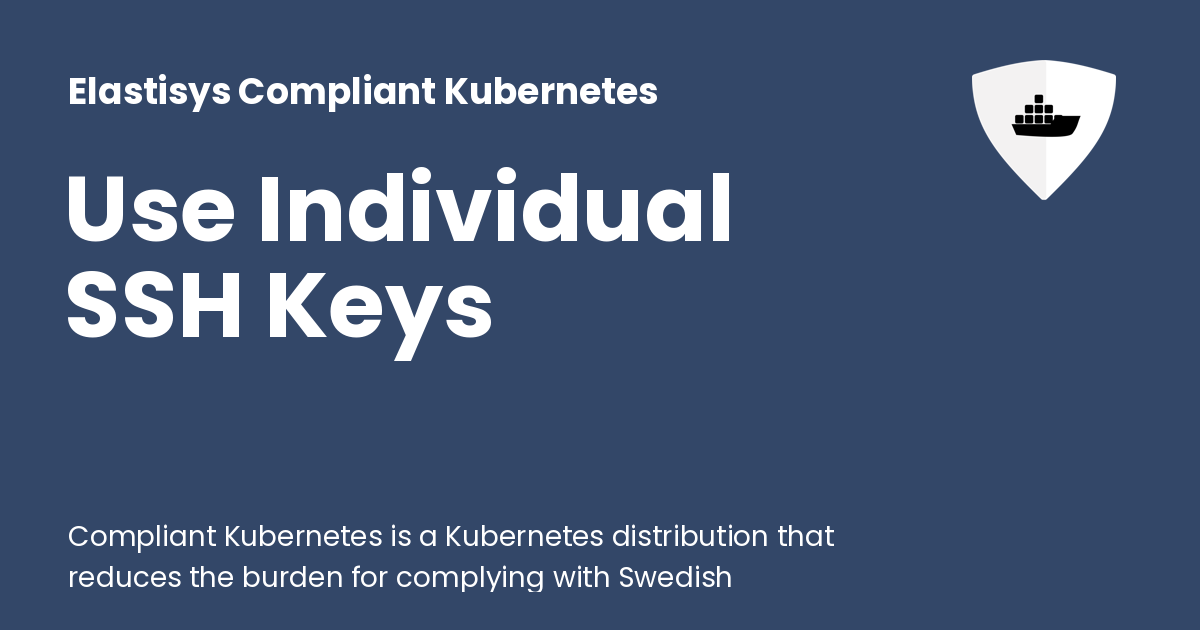 Elastisys Compliant Kubernetes
Use Individual
SSH Keys
Compliant Kubernetes is a Kubernetes distribution that
reduces the burden for complying with Swedish